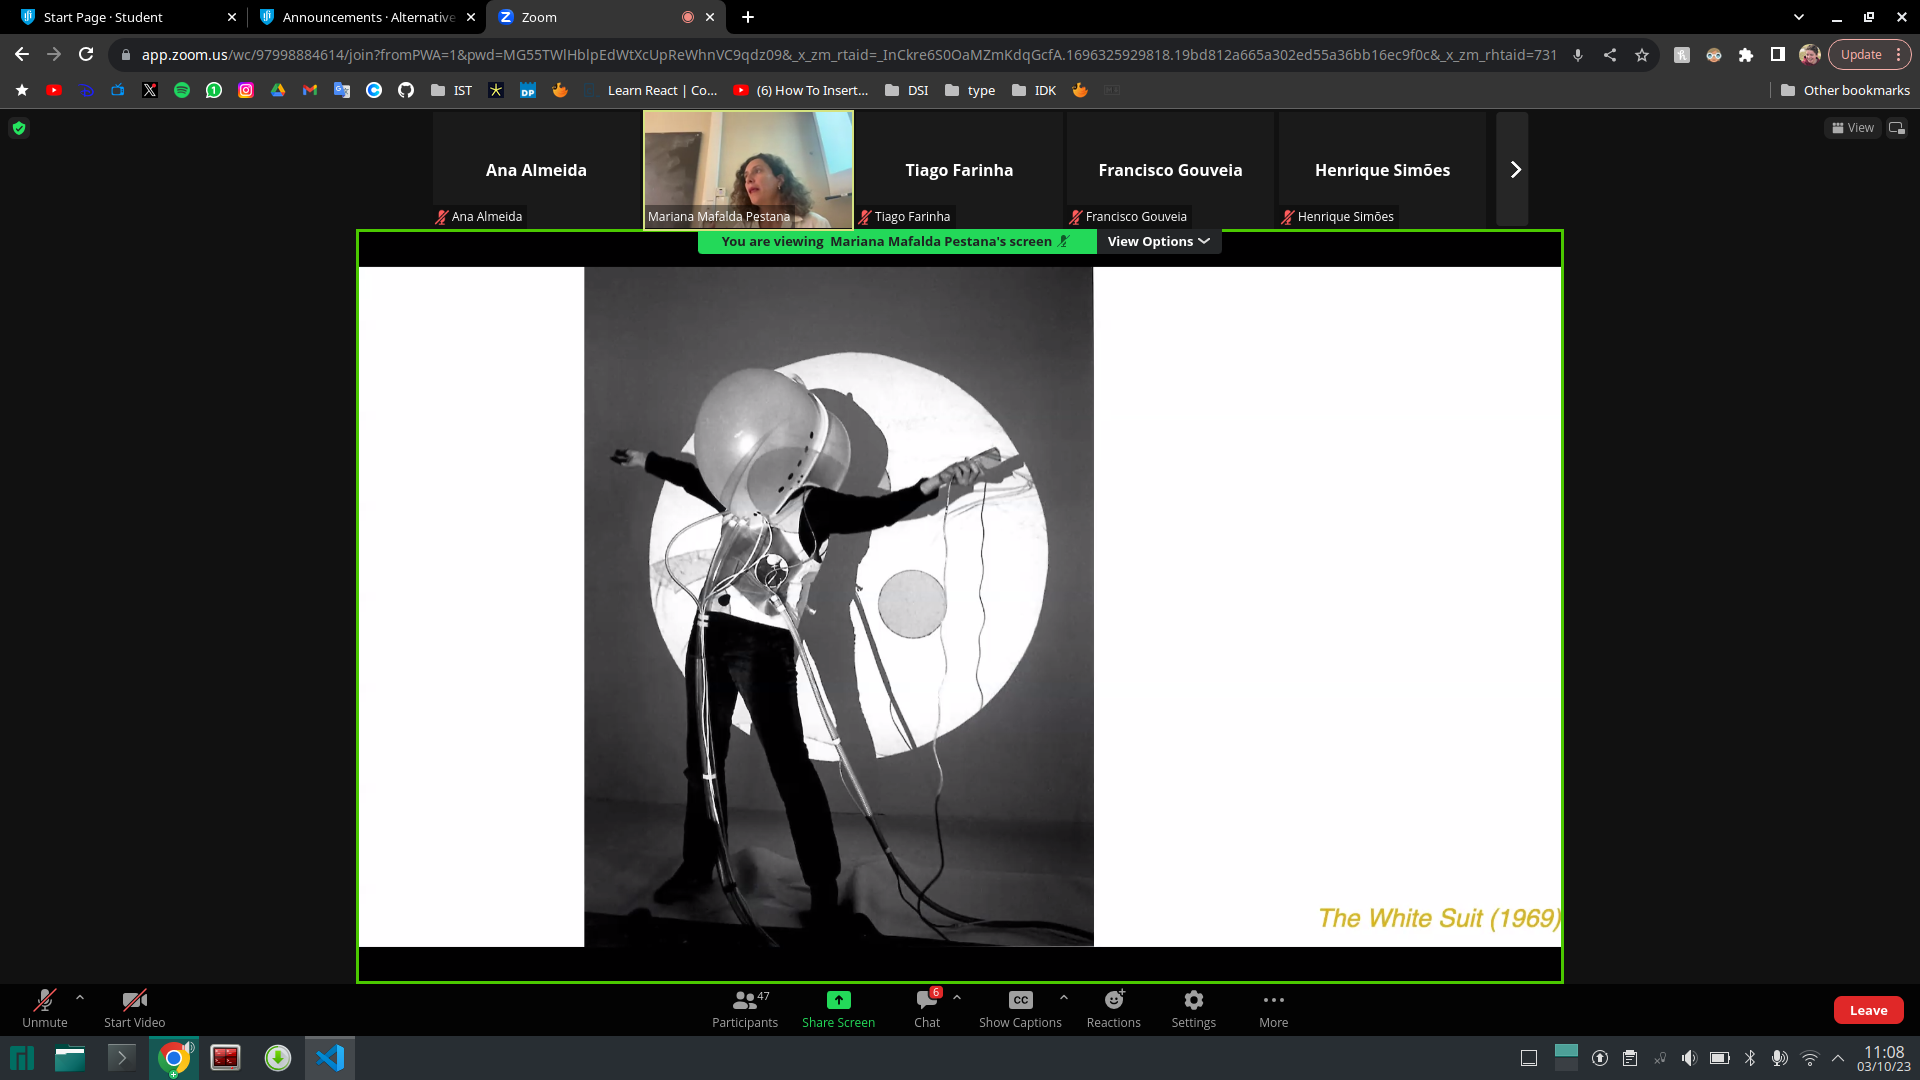 Start Page · Student
Announcements · Alternative
Zoom
app.zoom.us/wc/97998884614/join?fromPWA=1&pwd=MG55TWlHblpEdWtXcUpReWhnVC9qdz09&_x_zm_rtaid=_InCkre6S0OaMZmKdqGcfA.1696325929818.19bd812a665a302ed55a36bb16ec9f0c&_x_zm_rhtaid=731
Update
IST
DP
Learn React | Co...
(6) How To Insert...
DSI
type
IDK
Other bookmarks
View
Ana Almeida
Tiago Farinha
Francisco Gouveia
Henrique Simões
Ana Almeida
Mariana Mafalda Pestana
Tiago Farinha
Francisco Gouveia
Henrique Simões
You are viewing Mariana Mafalda Pestana's screen
View Options
The White Suit (1969)
Unmute
Start Video
47
Participants
Share Screen
6
Chat
CC
Show Captions
Reactions
Settings
More
Leave
11:08
03/10/23